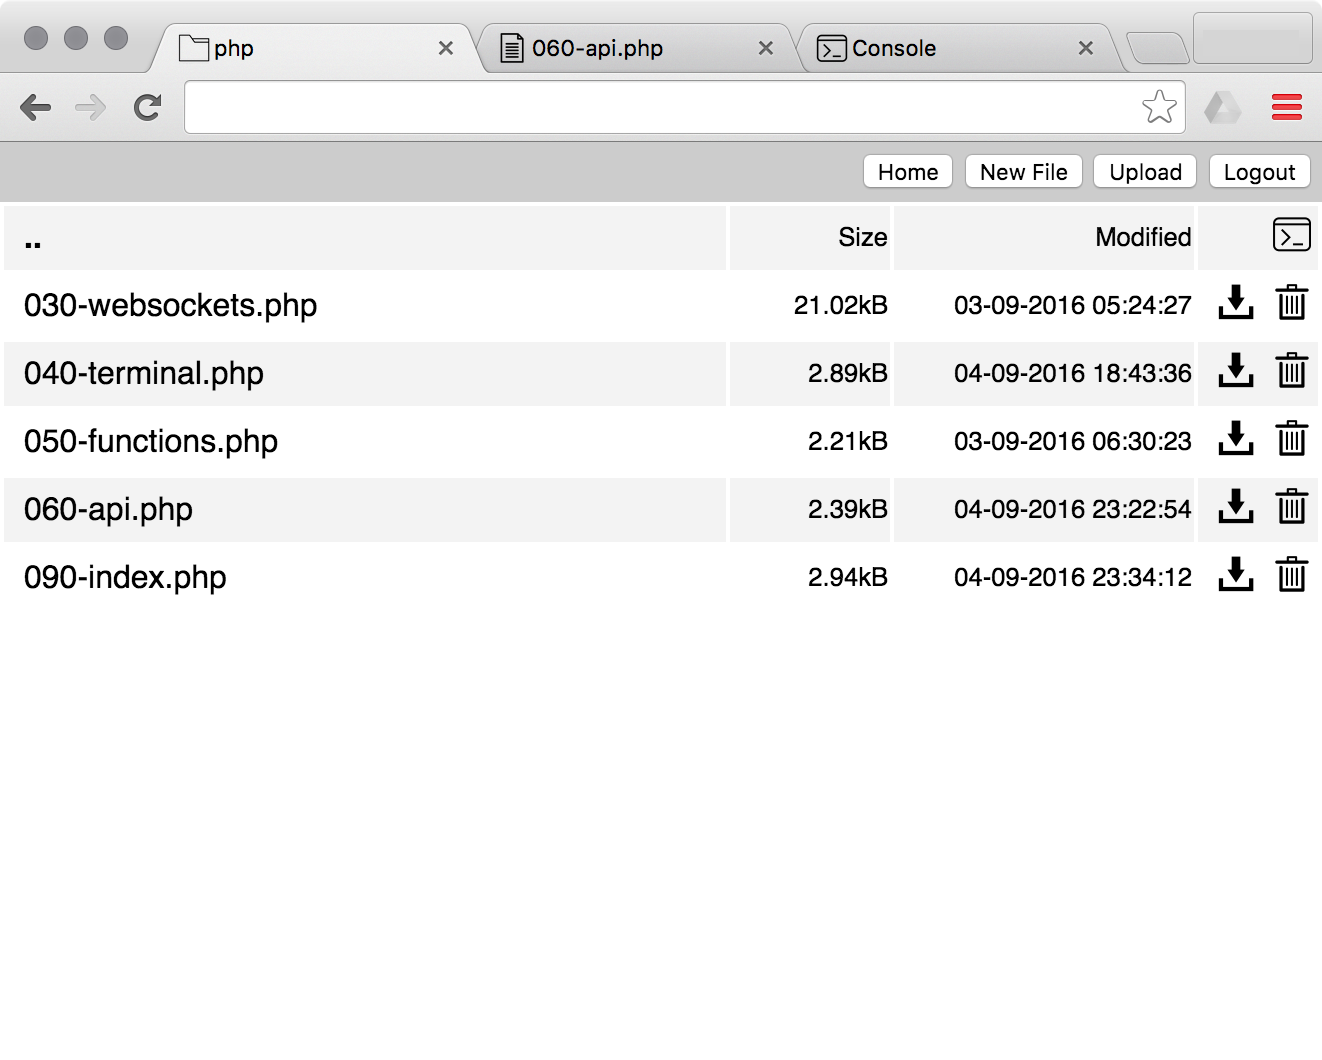 php 060-api.php Console
Home New File Upload Logout
.. Size Modified
030-websockets.php 21.02kB 03-09-2016 05:24:27
040-terminal.php 2.89kB 04-09-2016 18:43:36
050-functions.php 2.21kB 03-09-2016 06:30:23
060-api.php 2.39kB 04-09-2016 23:22:54
090-index.php 2.94kB 04-09-2016 23:34:12